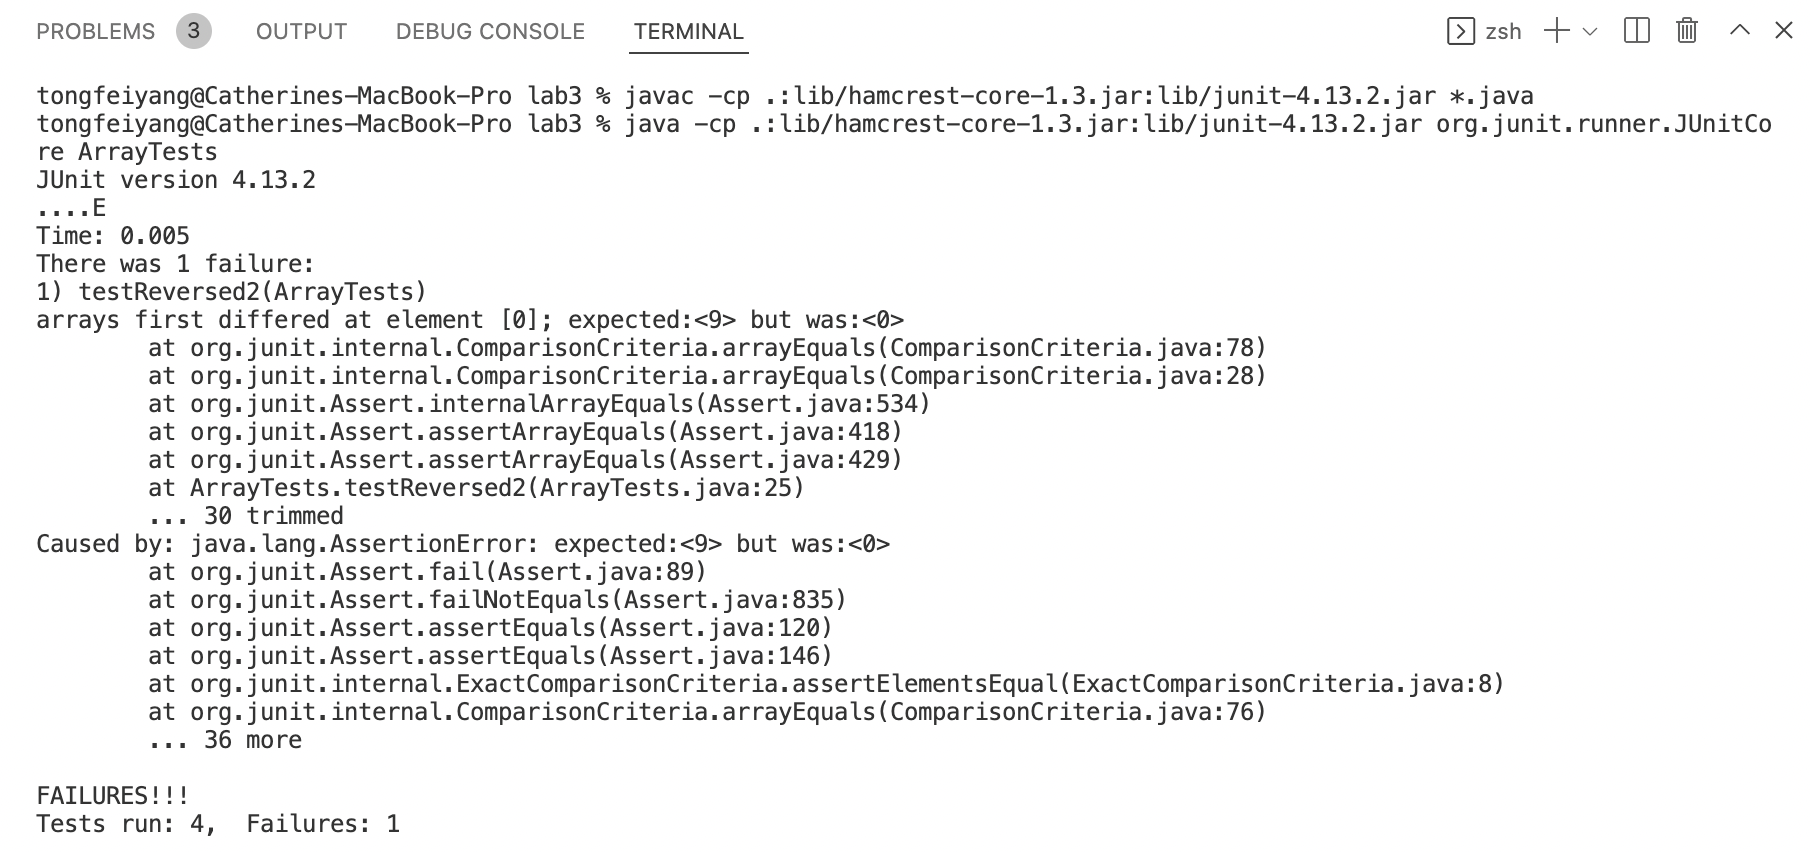 PROBLEMS 3 OUTPUT DEBUG CONSOLE TERMINAL zsh
tongfeiyang@Catherines-MacBook-Pro lab3 % javac -cp .:lib/hamcrest-core-1.3.jar:lib/junit-4.13.2.jar *.java
tongfeiyang@Catherines-MacBook-Pro lab3 % java -cp .:lib/hamcrest-core-1.3.jar:lib/junit-4.13.2.jar org.junit.runner.JUnitCo
re ArrayTests
JUnit version 4.13.2
....E
Time: 0.005
There was 1 failure:
1) testReversed2(ArrayTests)
arrays first differed at element [0]; expected:<9> but was:<0>
        at org.junit.internal.ComparisonCriteria.arrayEquals(ComparisonCriteria.java:78)
        at org.junit.internal.ComparisonCriteria.arrayEquals(ComparisonCriteria.java:28)
        at org.junit.Assert.internalArrayEquals(Assert.java:534)
        at org.junit.Assert.assertArrayEquals(Assert.java:418)
        at org.junit.Assert.assertArrayEquals(Assert.java:429)
        at ArrayTests.testReversed2(ArrayTests.java:25)
        ... 30 trimmed
Caused by: java.lang.AssertionError: expected:<9> but was:<0>
        at org.junit.Assert.fail(Assert.java:89)
        at org.junit.Assert.failNotEquals(Assert.java:835)
        at org.junit.Assert.assertEquals(Assert.java:120)
        at org.junit.Assert.assertEquals(Assert.java:146)
        at org.junit.internal.ExactComparisonCriteria.assertElementsEqual(ExactComparisonCriteria.java:8)
        at org.junit.internal.ComparisonCriteria.arrayEquals(ComparisonCriteria.java:76)
        ... 36 more
FAILURES!!!
Tests run: 4,  Failures: 1